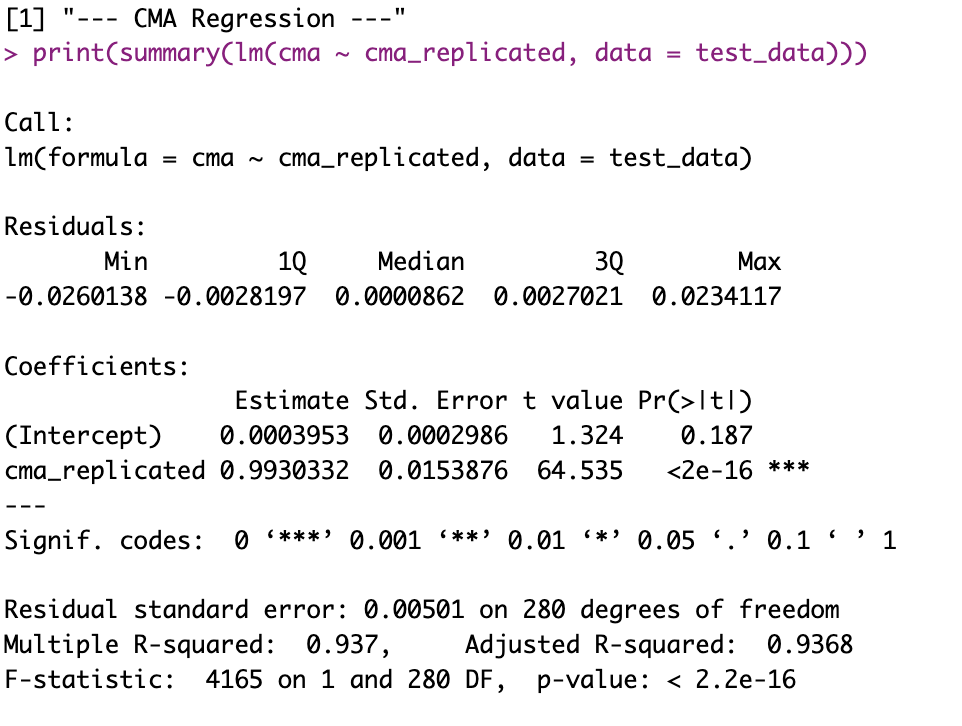 [1] "--- CMA Regression ---"
> print(summary(lm(cma ~ cma_replicated, data = test_data)))
Call:
lm(formula = cma ~ cma_replicated, data = test_data)
Residuals:
Min 1Q Median 3Q Max
-0.0260138 -0.0028197 0.0000862 0.0027021 0.0234117
Coefficients:
Estimate Std. Error t value Pr(>|t|)
(Intercept) 0.0003953 0.0002986 1.324 0.187
cma_replicated 0.9930332 0.0153876 64.535 <2e-16 ***
---
Signif. codes: 0 ‘***’ 0.001 ‘**’ 0.01 ‘*’ 0.05 ‘.’ 0.1 ‘ ’ 1
Residual standard error: 0.00501 on 280 degrees of freedom
Multiple R-squared: 0.937, Adjusted R-squared: 0.9368
F-statistic: 4165 on 1 and 280 DF, p-value: < 2.2e-16